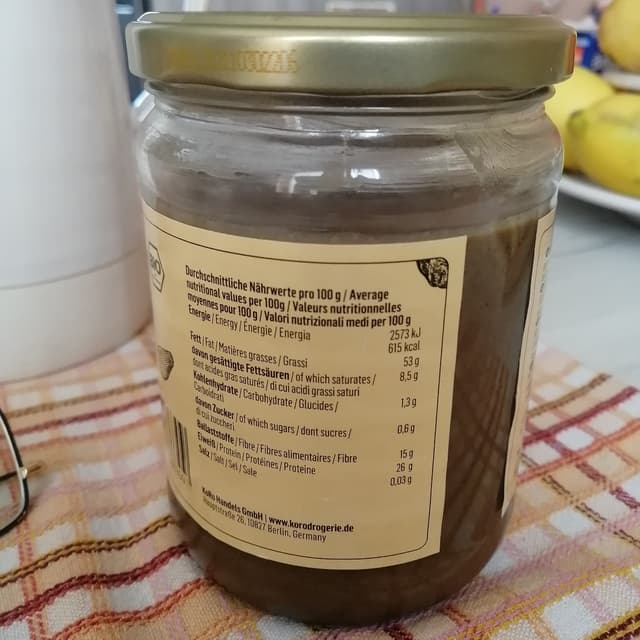 BIO
Durchschnittliche Nährwerte pro 100 g / Average
nutritional values per 100g / Valeurs nutritionnelles
moyennes pour 100 g / Valori nutrizionali medi per 100 g
Energie / Energy / Énergie / Energia 2573 kJ
615 kcal
Fett / Fat / Matières grasses / Grassi 53 g
davon gesättigte Fettsäuren / of which saturates / 8,5 g
dont acides gras saturés / di cui acidi grassi saturi
Kohlenhydrate / Carbohydrate / Glucides / 1,3 g
Carboidrati
davon Zucker / of which sugars / dont sucres / 0,6 g
di cui zuccheri
Ballaststoffe / Fibre / Fibres alimentaires / Fibre 15 g
Eiweiß / Protein / Protéines / Proteine 26 g
Salz / Salt / Sel / Sale 0,03 g
KoRo Handels GmbH | www.korodrogerie.de
Hauptstraße 26, 10827 Berlin, Germany